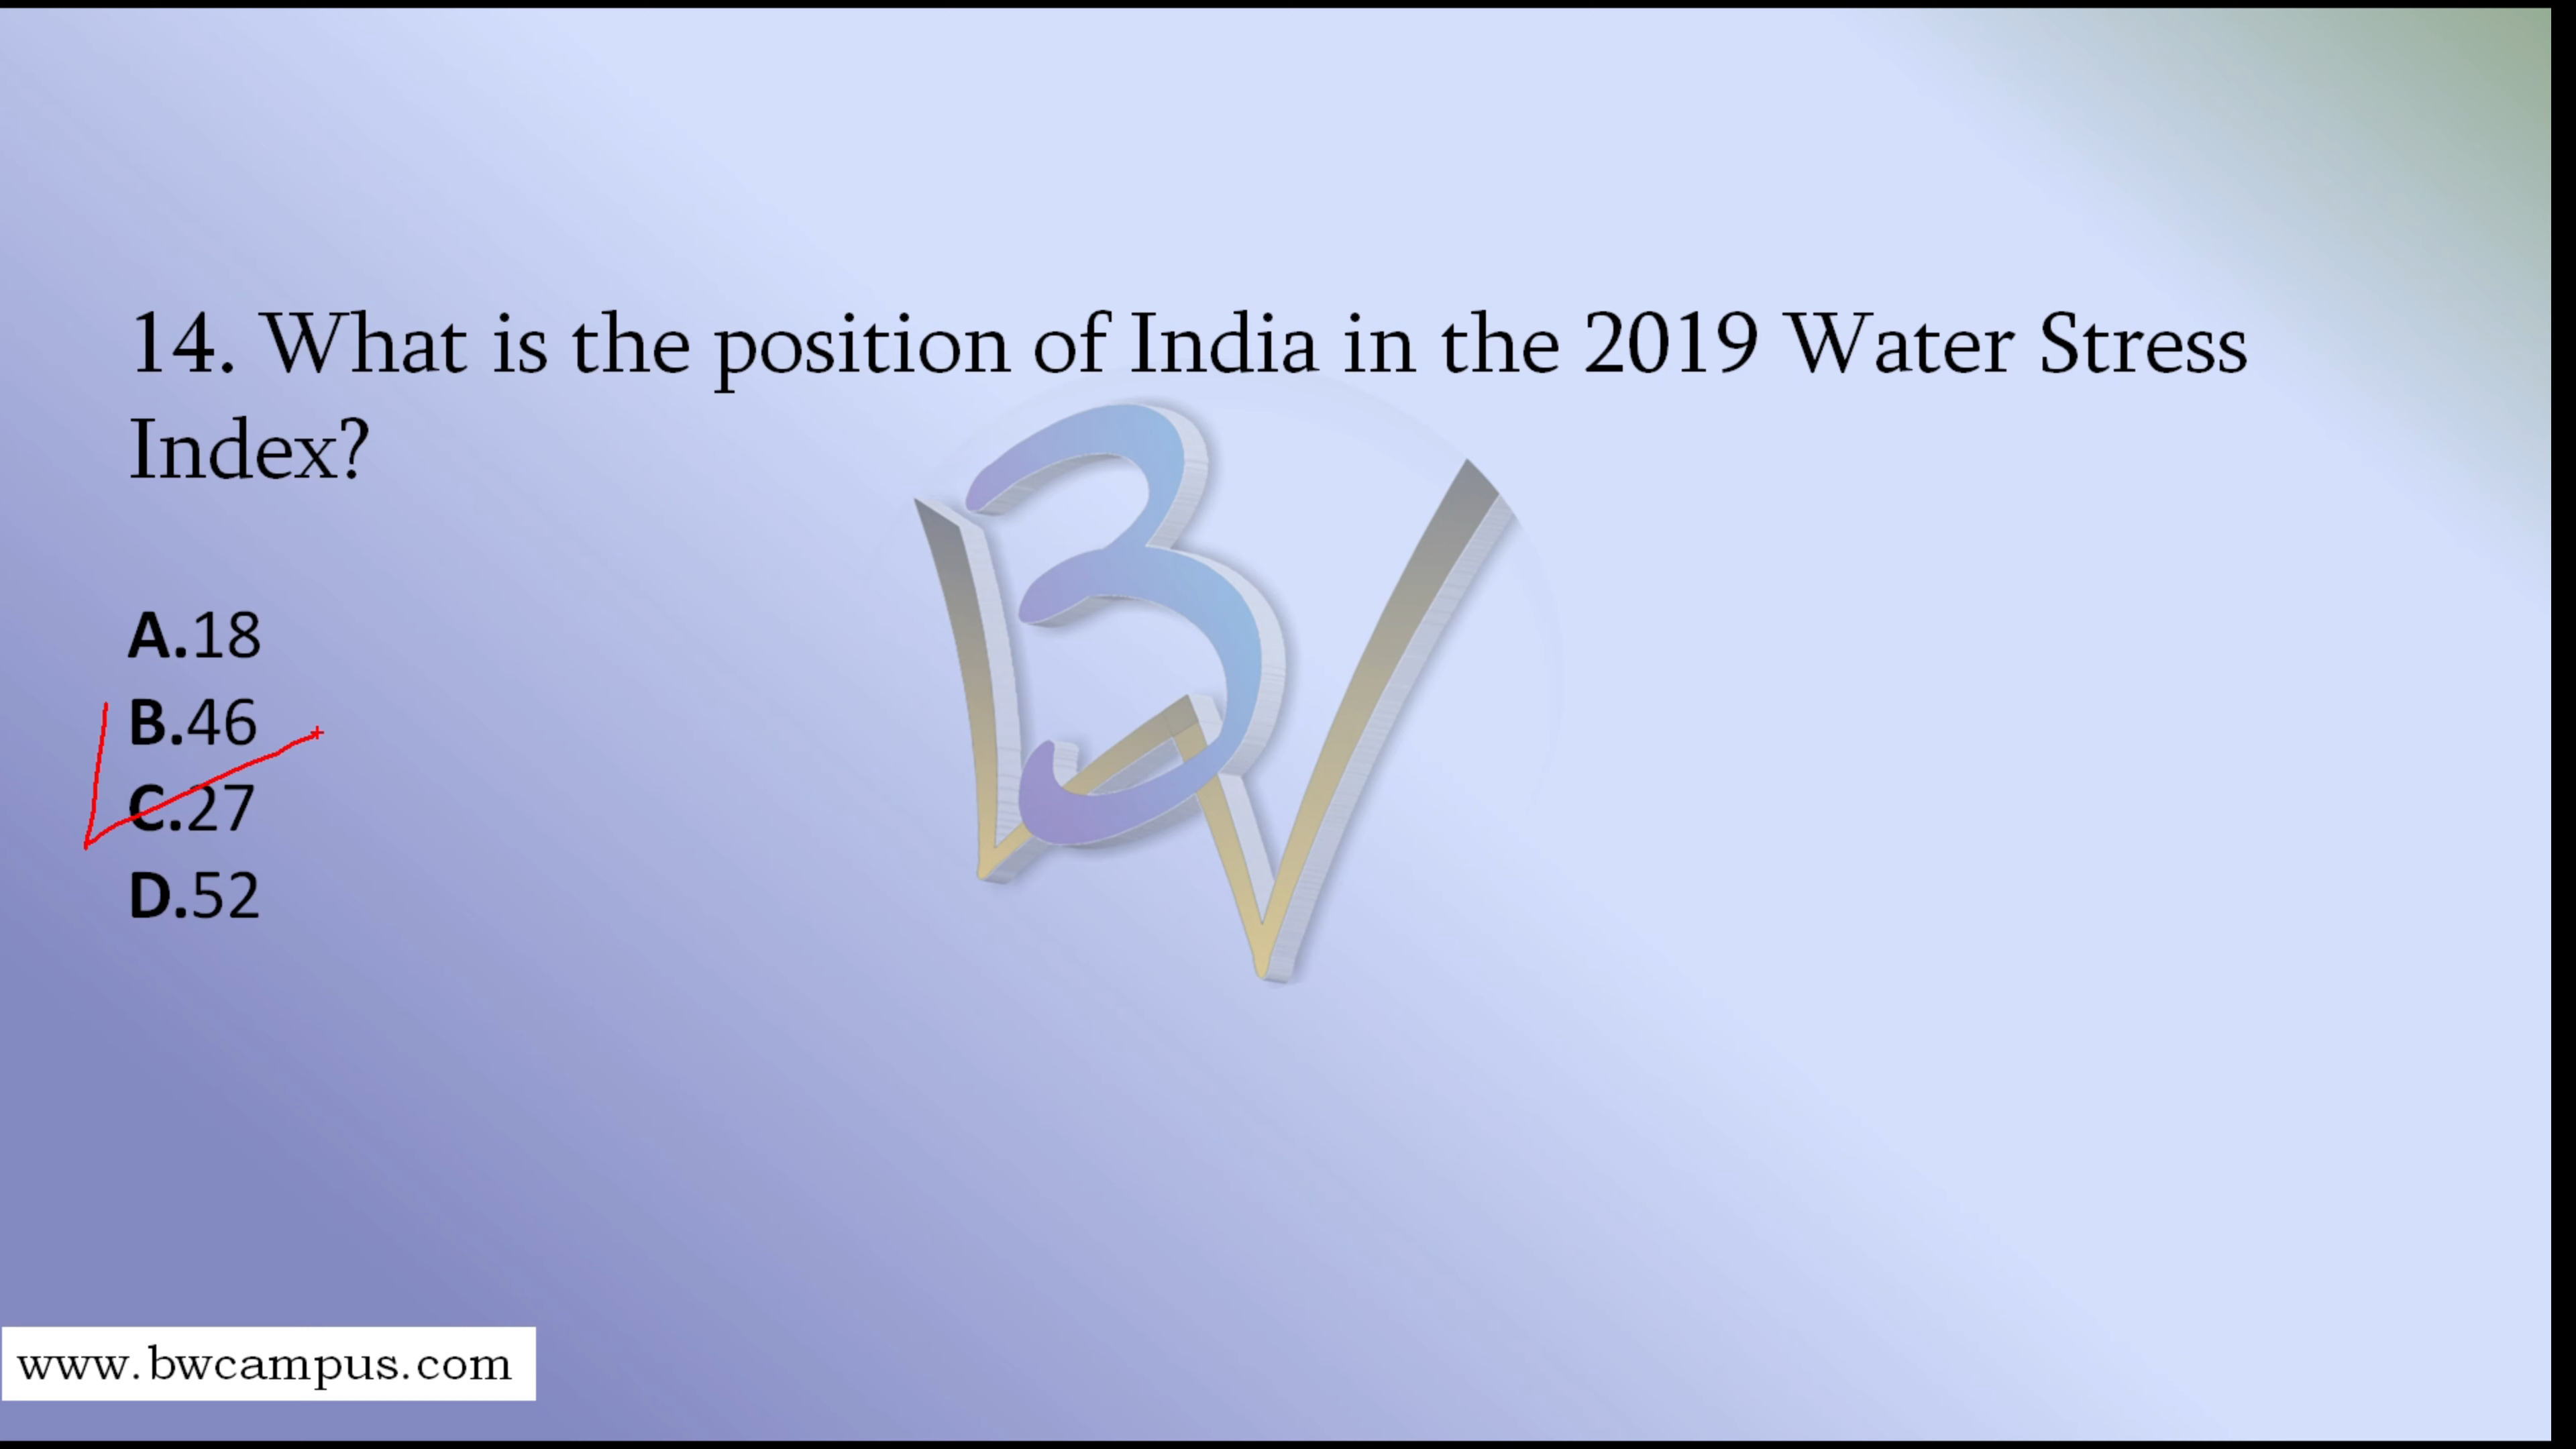 14. What is the position of India in the 2019 Water Stress
Index?
A.18
B.46
C.27
D.52
www.bwcampus.com